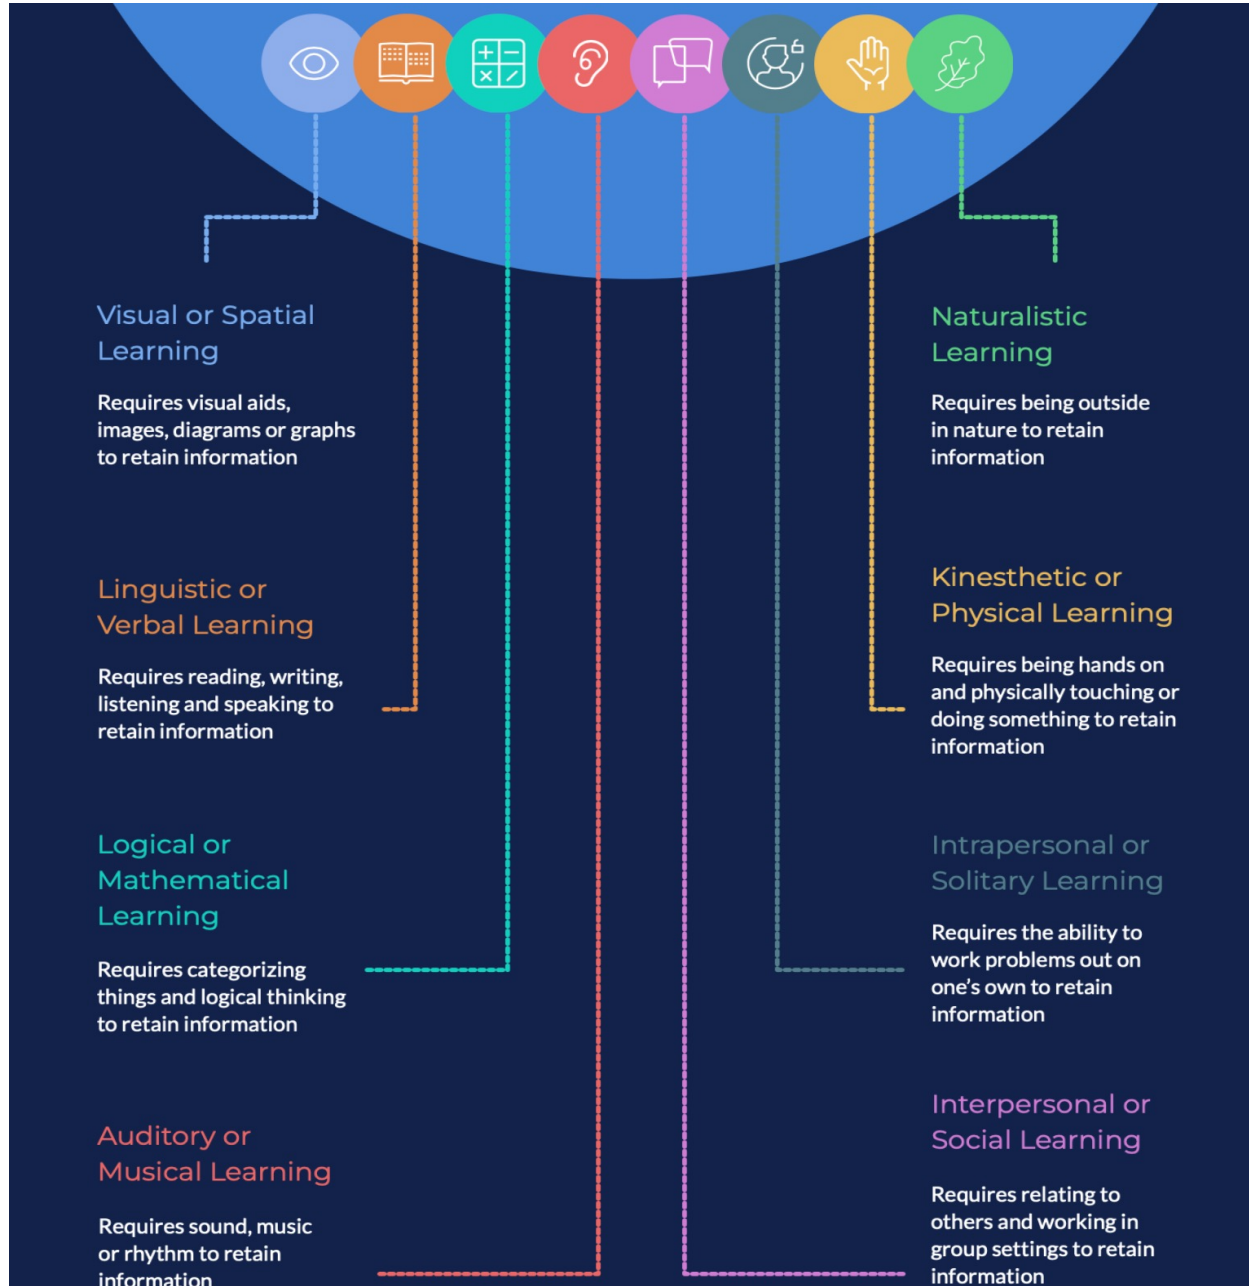 Visual or Spatial
Learning
Requires visual aids,
images, diagrams or graphs
to retain information
Linguistic or
Verbal Learning
Requires reading, writing,
listening and speaking to
retain information
Logical or
Mathematical
Learning
Requires categorizing
things and logical thinking
to retain information
Auditory or
Musical Learning
Requires sound, music
or rhythm to retain
information
Naturalistic
Learning
Requires being outside
in nature to retain
information
Kinesthetic or
Physical Learning
Requires being hands on
and physically touching or
doing something to retain
information
Intrapersonal or
Solitary Learning
Requires the ability to
work problems out on
one's own to retain
information
Interpersonal or
Social Learning
Requires relating to
others and working in
group settings to retain
information